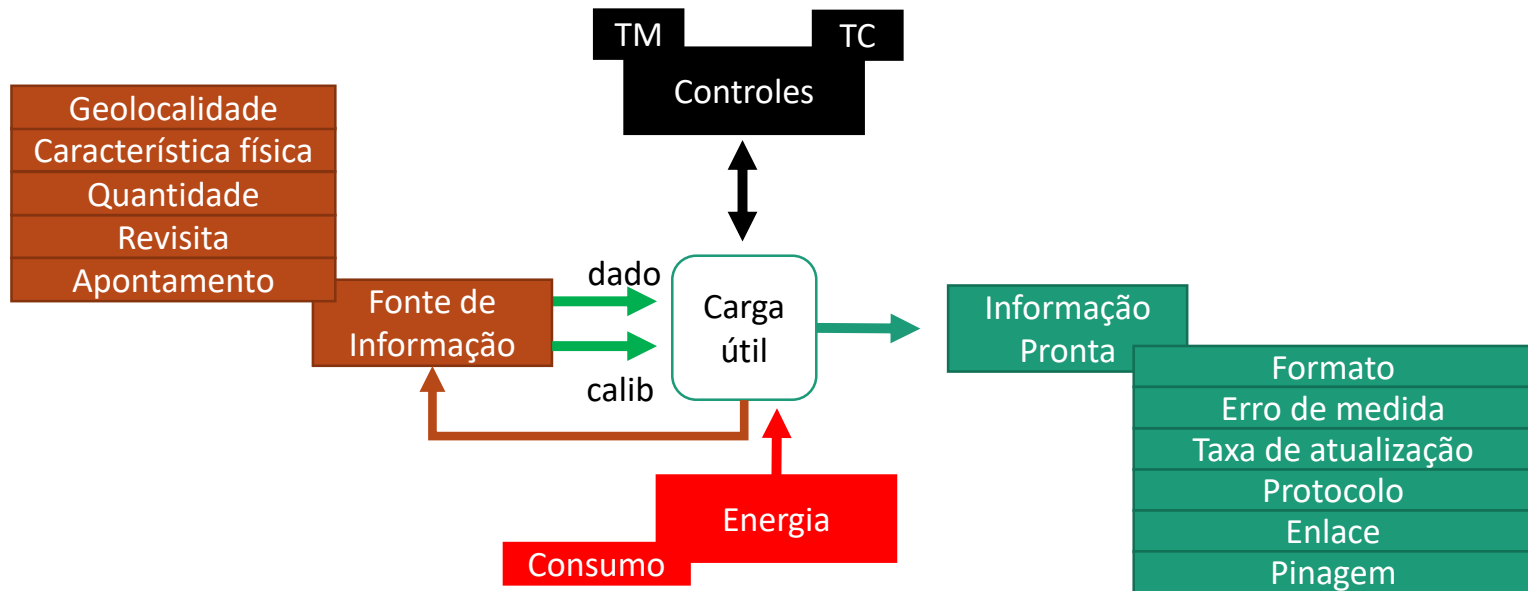 TM
TC
Controles
Geolocalidade
Característica física
Quantidade
Revisita
Apontamento
Fonte de
Informação
dado
calib
Carga
útil
Informação
Pronta
Formato
Erro de medida
Taxa de atualização
Protocolo
Enlace
Pinagem
Energia
Consumo